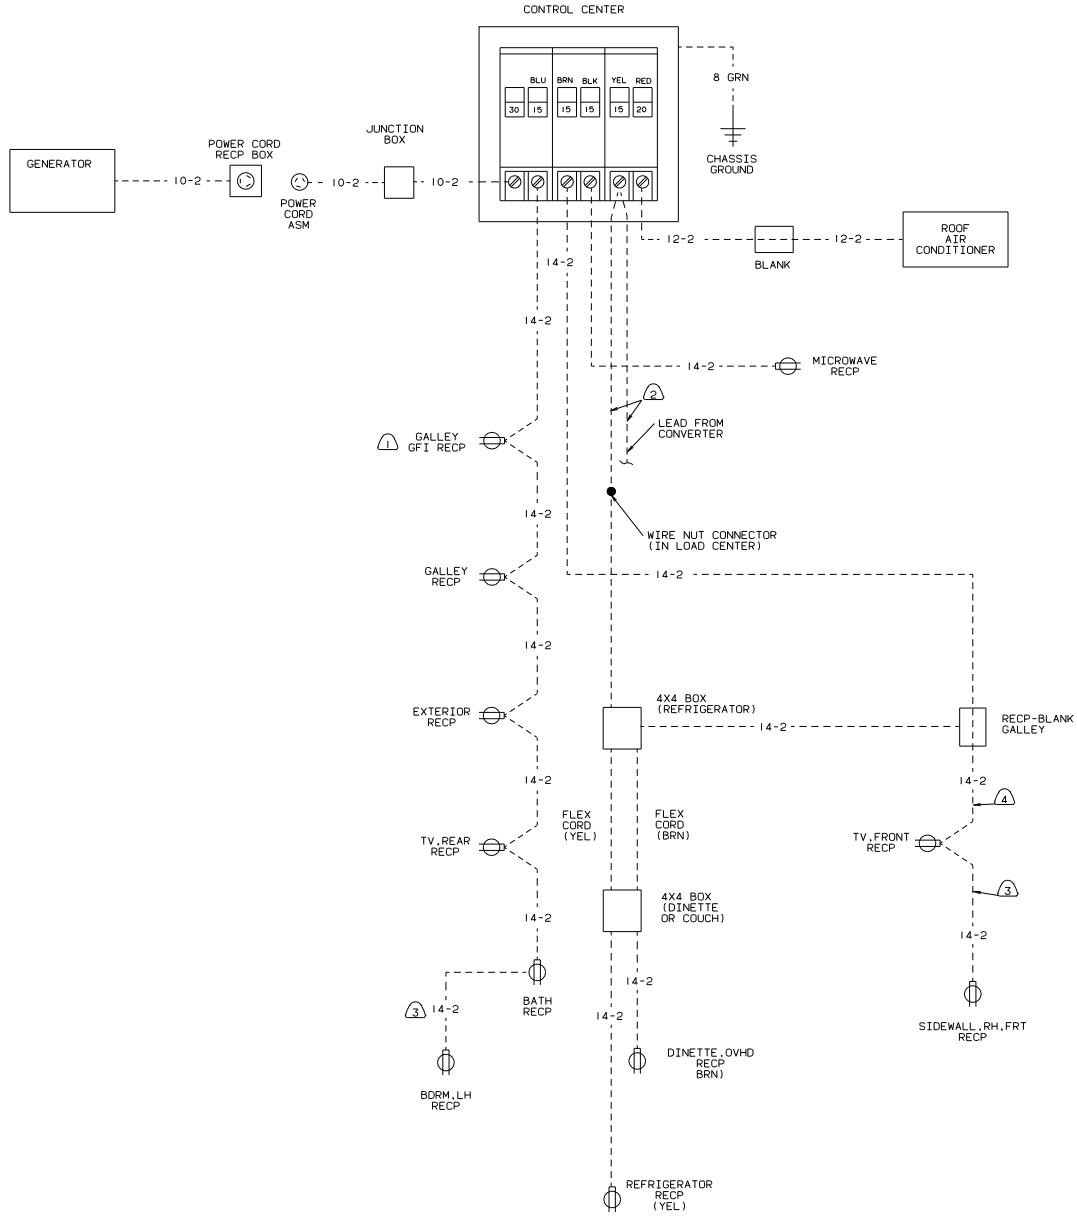 CONTROL CENTER
BLU BRN BLK YEL RED
30 15 15 15 15 20
8 GRN
CHASSIS
GROUND
JUNCTION
BOX
POWER CORD
RECP BOX
GENERATOR
10-2
10-2
10-2
POWER
CORD
ASM
ROOF
AIR
CONDITIONER
12-2
12-2
BLANK
14-2
14-2
MICROWAVE
RECP
14-2
2
LEAD FROM
CONVERTER
1
GALLEY
GFI RECP
14-2
WIRE NUT CONNECTOR
(IN LOAD CENTER)
GALLEY
RECP
14-2
14-2
4X4 BOX
(REFRIGERATOR)
EXTERIOR
RECP
14-2
RECP-BLANK
GALLEY
14-2
14-2
4
FLEX
CORD
(YEL)
FLEX
CORD
(BRN)
TV,REAR
RECP
TV,FRONT
RECP
3
4X4 BOX
(DINETTE
OR COUCH)
14-2
14-2
14-2
BATH
RECP
3
14-2
14-2
SIDEWALL,RH,FRT
RECP
DINETTE,OVHD
RECP
BRN)
BDRM,LH
RECP
REFRIGERATOR
RECP
(YEL)